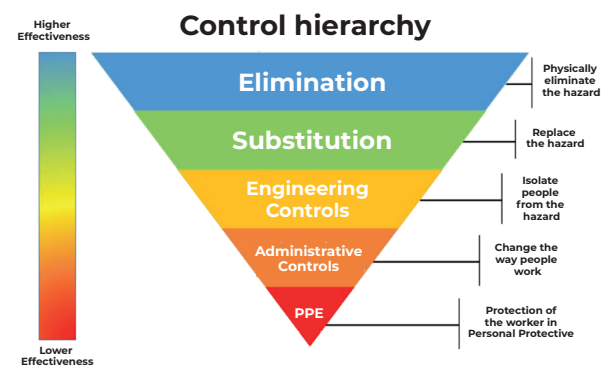 Control hierarchy
Higher
Effectiveness
Elimination
Physically
eliminate
the hazard
Substitution
Replace
the hazard
Engineering
Controls
Isolate
people
from the
hazard
Administrative
Controls
Change the
way people
work
PPE
Protection of
the worker in
Personal Protective
Lower
Effectiveness